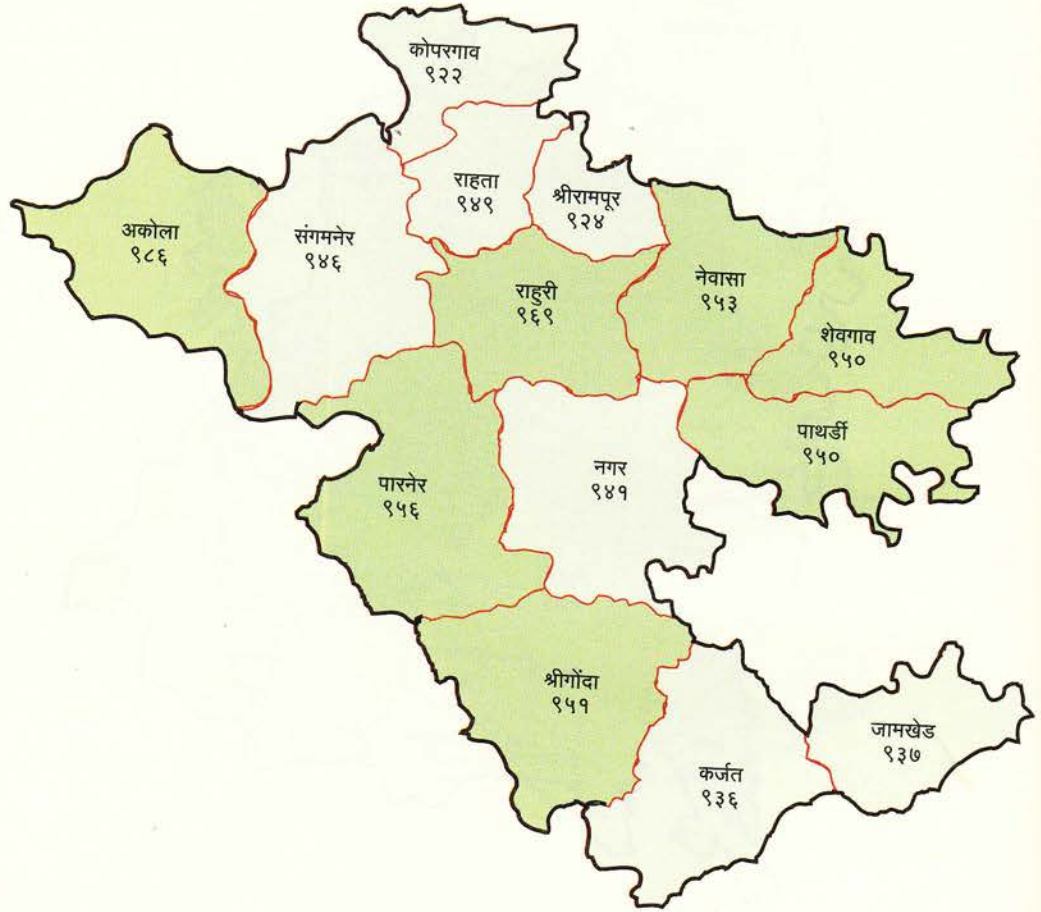 कोपरगाव
९२२
राहता
९४९
श्रीरामपूर
९२४
अकोला
९८६
संगमनेर
९४६
नेवासा
९५३
राहुरी
९६९
शेवगाव
९५०
पाथर्डी
९५०
नगर
९४१
पारनेर
९५६
श्रीगोंदा
९५१
जामखेड
९३७
कर्जत
९३६